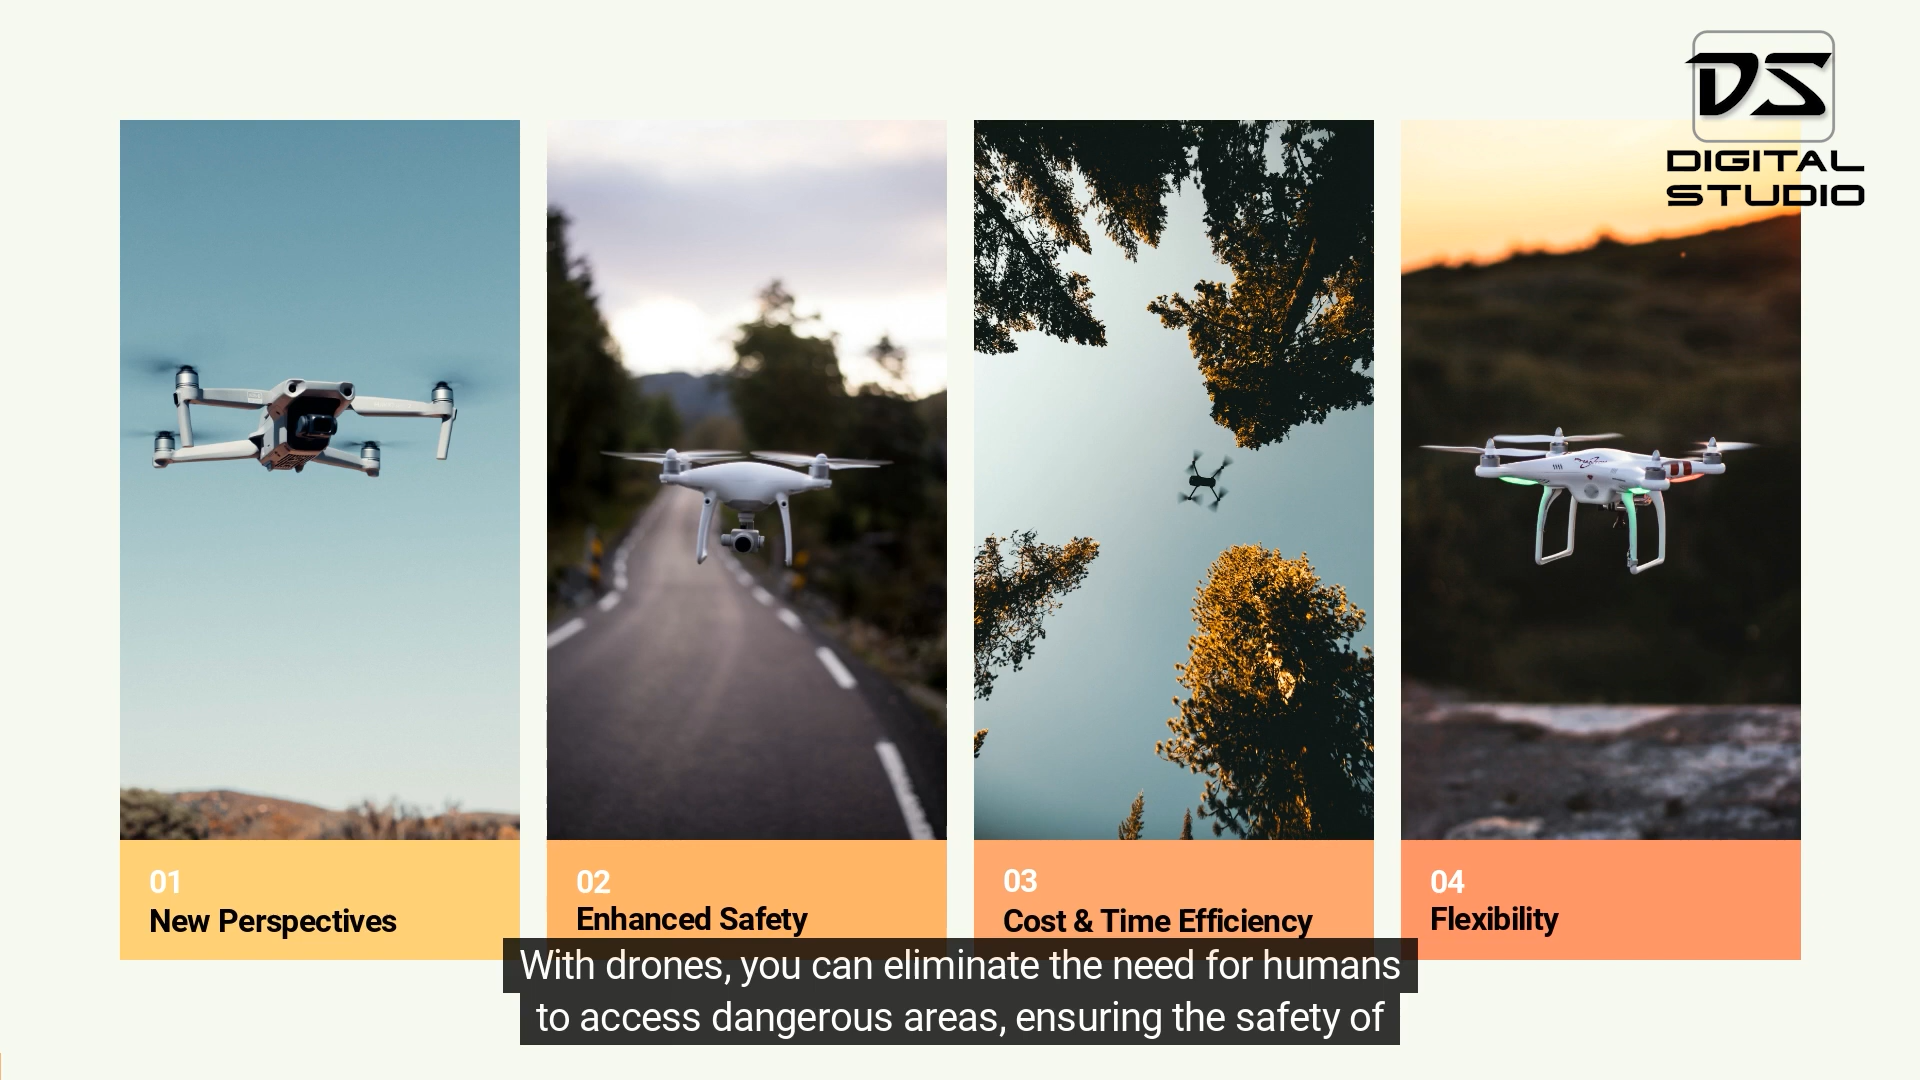 DS
DIGITAL
STUDIO
01
New Perspectives
02
Enhanced Safety
03
Cost & Time Efficiency
04
Flexibility
With drones, you can eliminate the need for humans
to access dangerous areas, ensuring the safety of